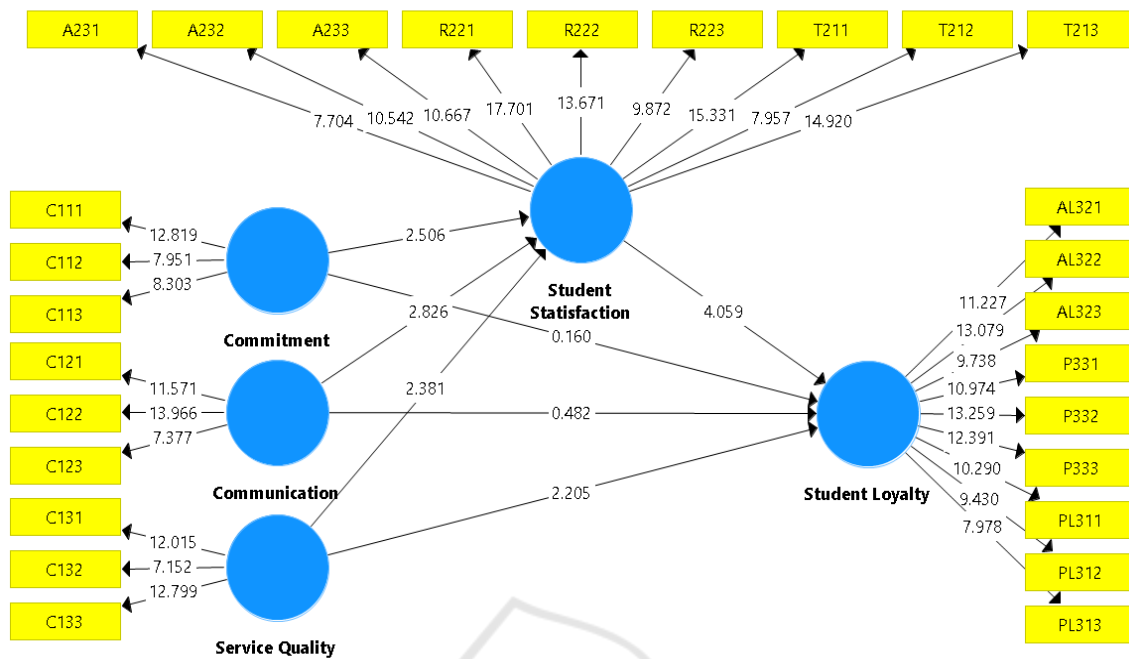 A231
A232
A233
R221
R222
R223
T211
T212
T213
7.704
10.542
10.667
17.701
13.671
9.872
15.331
7.957
14.920
C111
C112
C113
12.819
7.951
8.303
Commitment
2.506
Student
Statisfaction
2.826
0.160
4.059
C121
C122
C123
11.571
13.966
7.377
Communication
2.381
0.482
C131
C132
C133
12.015
7.152
12.799
Service Quality
2.205
Student Loyalty
11.227
13.079
9.738
10.974
13.259
12.391
10.290
9.430
7.978
AL321
AL322
AL323
P331
P332
P333
PL311
PL312
PL313